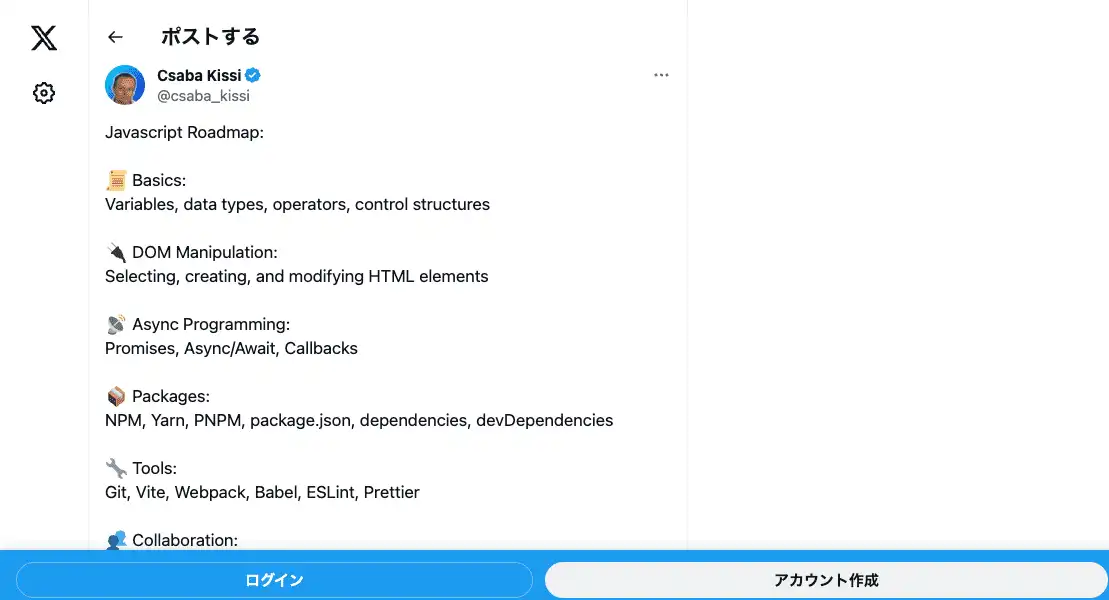 ポストする
Csaba Kissi
@csaba_kissi
Javascript Roadmap:
📜 Basics:
Variables, data types, operators, control structures
🔌 DOM Manipulation:
Selecting, creating, and modifying HTML elements
📡 Async Programming:
Promises, Async/Await, Callbacks
📦 Packages:
NPM, Yarn, PNPM, package.json, dependencies, devDependencies
🔧 Tools:
Git, Vite, Webpack, Babel, ESLint, Prettier
👥 Collaboration:
ログイン
アカウント作成